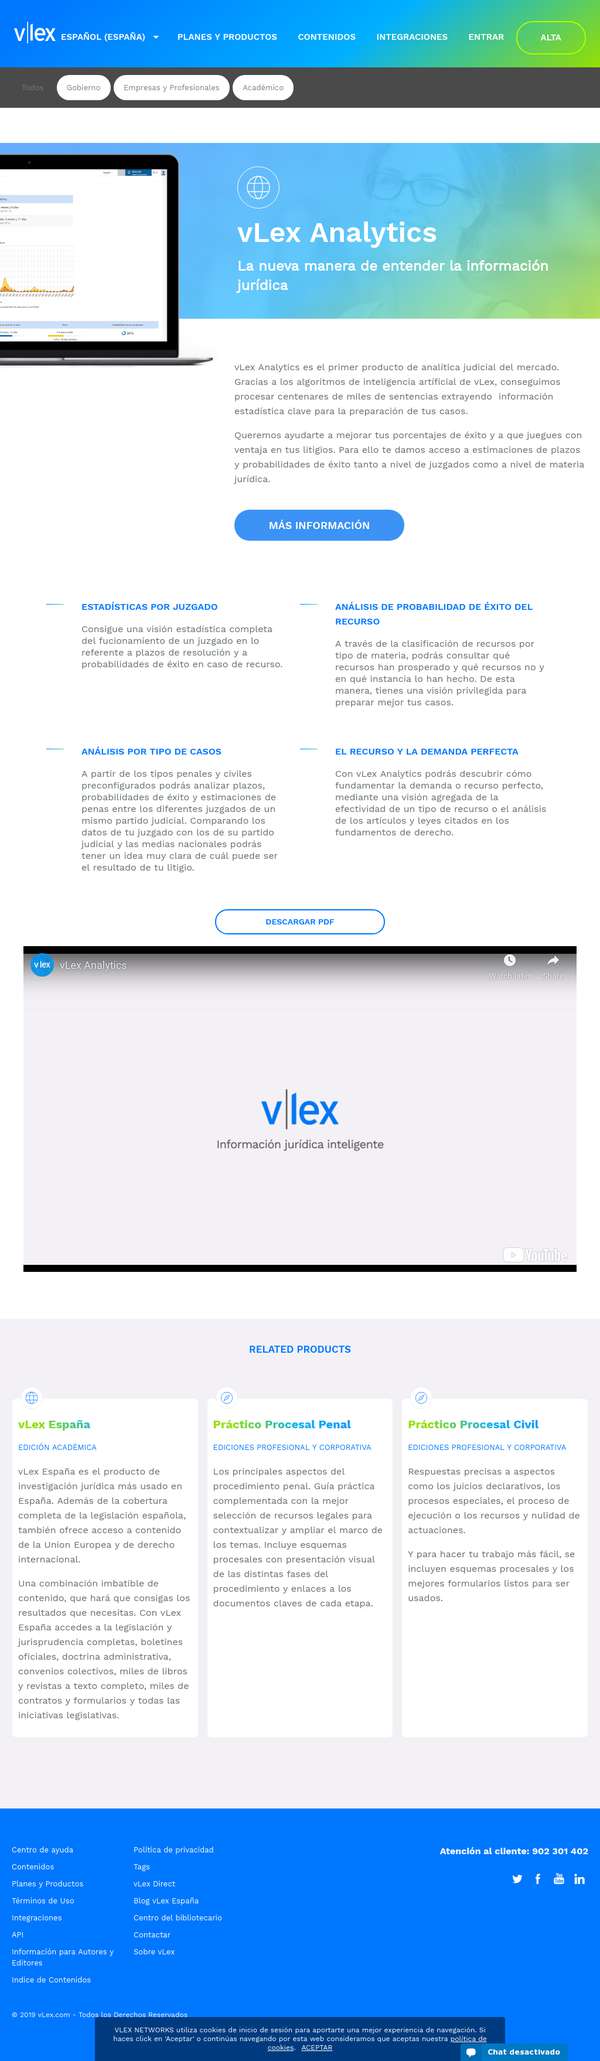 v|lex
ESPAÑOL (ESPAÑA)
PLANES Y PRODUCTOS
CONTENIDOS
INTEGRACIONES
ENTRAR
ALTA
Todos
Gobierno
Empresas y Profesionales
Académico
vLex Analytics
La nueva manera de entender la información
jurídica
vLex Analytics es el primer producto de analítica judicial del mercado.
Gracias a los algoritmos de inteligencia artificial de vLex, conseguimos
procesar centenares de miles de sentencias extrayendo  información
estadística clave para la preparación de tus casos.
Queremos ayudarte a mejorar tus porcentajes de éxito y a que juegues con
ventaja en tus litigios. Para ello te damos acceso a estimaciones de plazos
y probabilidades de éxito tanto a nivel de juzgados como a nivel de materia
jurídica.
MÁS INFORMACIÓN
ESTADÍSTICAS POR JUZGADO
Consigue una visión estadística completa
del fucionamiento de un juzgado en lo
referente a plazos de resolución y a
probabilidades de éxito en caso de recurso.
ANÁLISIS DE PROBABILIDAD DE ÉXITO DEL
RECURSO
A través de la clasificación de recursos por
tipo de materia, podrás consultar qué
recursos han prosperado y qué recursos no y
en qué instancia lo han hecho. De esta
manera, tienes una visión privilegida para
preparar mejor tus casos.
ANÁLISIS POR TIPO DE CASOS
A partir de los tipos penales y civiles
preconfigurados podrás analizar plazos,
probabilidades de éxito y estimaciones de
penas entre los diferentes juzgados de un
mismo partido judicial. Comparando los
datos de tu juzgado con los de su partido
judicial y las medias nacionales podrás
tener un idea muy clara de cuál puede ser
el resultado de tu litigio.
EL RECURSO Y LA DEMANDA PERFECTA
Con vLex Analytics podrás descubrir cómo
fundamentar la demanda o recurso perfecto,
mediante una visión agregada de la
efectividad de un tipo de recurso o el análisis
de los artículos y leyes citados en los
fundamentos de derecho.
DESCARGAR PDF
v|lex
vLex Analytics
Watch later
Share
v|lex
Información jurídica inteligente
YouTube
RELATED PRODUCTS
vLex España
EDICIÓN ACADÉMICA
vLex España es el producto de
investigación jurídica más usado en
España. Además de la cobertura
completa de la legislación española,
también ofrece acceso a contenido
de la Union Europea y de derecho
internacional.
Una combinación imbatible de
contenido, que hará que consigas los
resultados que necesitas. Con vLex
España accedes a la legislación y
jurisprudencia completas, boletines
oficiales, doctrina administrativa,
convenios colectivos, miles de libros
y revistas a texto completo, miles de
contratos y formularios y todas las
iniciativas legislativas.
Práctico Procesal Penal
EDICIONES PROFESIONAL Y CORPORATIVA
Los principales aspectos del
procedimiento penal. Guía práctica
complementada con la mejor
selección de recursos legales para
contextualizar y ampliar el marco de
los temas. Incluye esquemas
procesales con presentación visual
de las distintas fases del
procedimiento y enlaces a los
documentos claves de cada etapa.
Práctico Procesal Civil
EDICIONES PROFESIONAL Y CORPORATIVA
Respuestas precisas a aspectos
como los juicios declarativos, los
procesos especiales, el proceso de
ejecución o los recursos y nulidad de
actuaciones.
Y para hacer tu trabajo más fácil, se
incluyen esquemas procesales y los
mejores formularios listos para ser
usados.
Centro de ayuda
Contenidos
Planes y Productos
Términos de Uso
Integraciones
API
Información para Autores y
Editores
Indice de Contenidos
Política de privacidad
Tags
vLex Direct
Blog vLex España
Centro del bibliotecario
Contactar
Sobre vLex
Atención al cliente: 902 301 402
© 2019 vLex.com - Todos los Derechos Reservados
VLEX NETWORKS utiliza cookies de inicio de sesión para aportarte una mejor experiencia de navegación. Si
haces click en 'Aceptar' o continúas navegando por esta web consideramos que aceptas nuestra política de
cookies. ACEPTAR
Chat desactivado